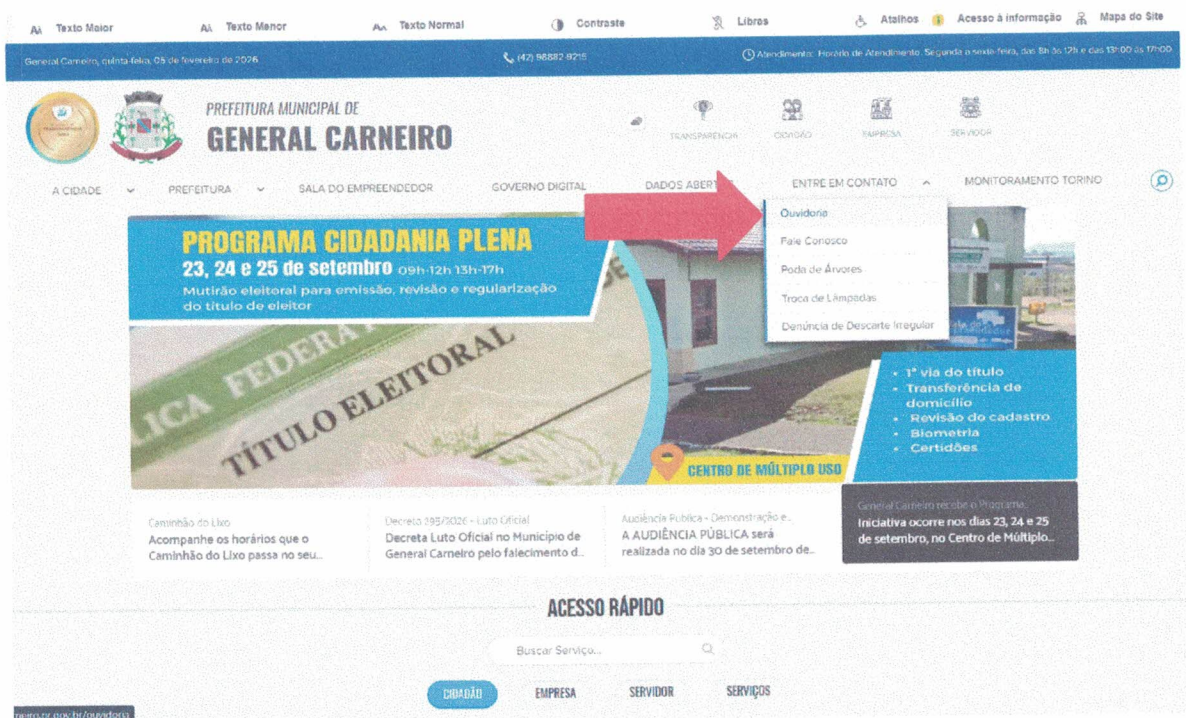 Texto Maior
Texto Menor
Texto Normal
Contraste
Libras
Atalhos
Acesso à informação
Mapa do Site
General Carneiro, quinta-feira, 05 de fevereiro de 2026
(42) 98882-9215
Atendimento: Horário de Atendimento: Segunda a sexta-feira, das 8h às 12h e das 13h00 às 17h00
PREFEITURA MUNICIPAL DE
GENERAL CARNEIRO
TRANSPARÊNCIA
CIDADÃO
EMPRESA
SERVIDOR
A CIDADE
PREFEITURA
SALA DO EMPREENDEDOR
GOVERNO DIGITAL
DADOS
ENTRE EM CONTATO
MONITORAMENTO TORINO
Ouvidoria
Fale Conosco
Poda de Árvores
Troca de Lâmpadas
Denúncia de Descarte Irregular
PROGRAMA CIDADANIA PLENA
23, 24 e 25 de setembro 09h-12h 13h-17h
Mutirão eleitoral para emissão, revisão e regularização
do título de eleitor
TÍTULO ELEITORAL
• 1ª via do título
• Transferência de
domicílio
• Revisão do cadastro
• Biometria
• Certidões
CENTRO DE MÚLTIPLO USO
Caminhão do Lixo
Acompanhe os horários que o
Caminhão do Lixo passa no seu...
Decreto 295/2026 - Luto Oficial
Decreta Luto Oficial no Município de
General Carneiro pelo falecimento d...
Audiência Pública - Demonstração e...
A AUDIÊNCIA PÚBLICA será
realizada no dia 30 de setembro de...
General Carneiro recebe o Programa
Iniciativa ocorre nos dias 23, 24 e 25
de setembro, no Centro de Múltiplo...
ACESSO RÁPIDO
Buscar Serviço...
CIDADÃO
EMPRESA
SERVIDOR
SERVIÇOS